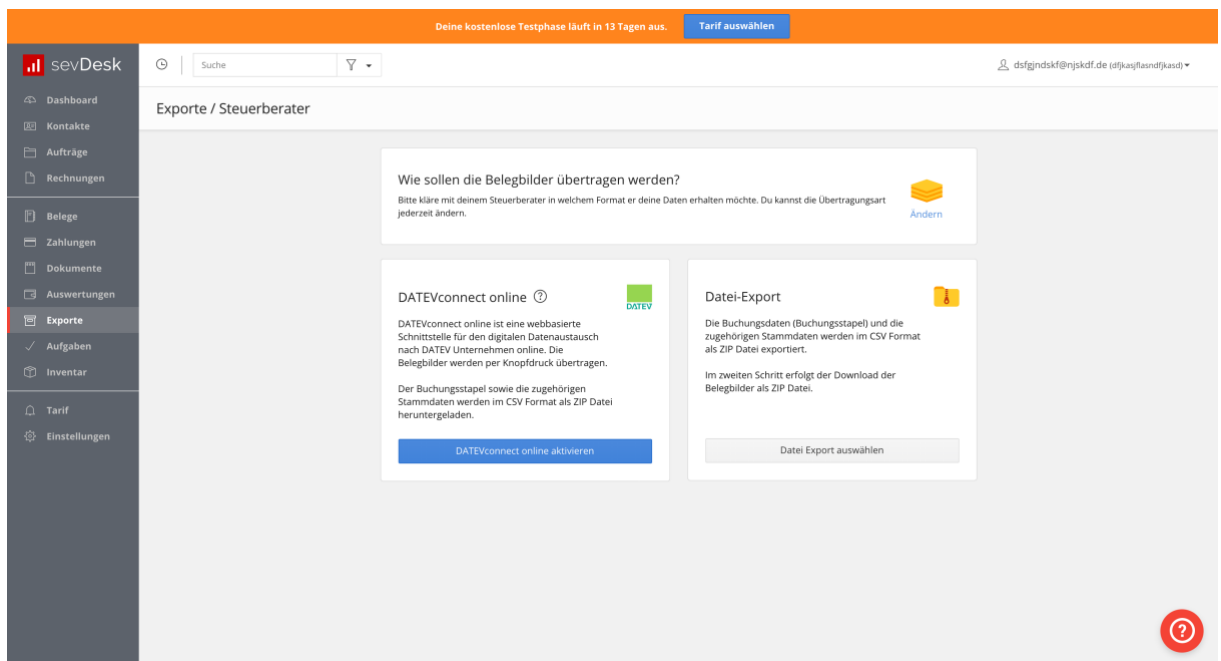 Deine kostenlose Testphase läuft in 13 Tagen aus. Tarif auswählen
sevDesk
Suche
dsfgjndskf@njskdf.de (dfjkasjflasndfjkasd)
Dashboard
Kontakte
Aufträge
Rechnungen
Belege
Zahlungen
Dokumente
Auswertungen
Exporte
Aufgaben
Inventar
Tarif
Einstellungen
Exporte / Steuerberater
Wie sollen die Belegbilder übertragen werden?
Bitte kläre mit deinem Steuerberater in welchem Format er deine Daten erhalten möchte. Du kannst die Übertragungsart
jederzeit ändern.
Ändern
DATEVconnect online
DATEV
DATEVconnect online ist eine webbasierte
Schnittstelle für den digitalen Datenaustausch
nach DATEV Unternehmen online. Die
Belegbilder werden per Knopfdruck übertragen.
Der Buchungsstapel sowie die zugehörigen
Stammdaten werden im CSV Format als ZIP Datei
heruntergeladen.
DATEVconnect online aktivieren
Datei-Export
Die Buchungsdaten (Buchungsstapel) und die
zugehörigen Stammdaten werden im CSV Format
als ZIP Datei exportiert.
Im zweiten Schritt erfolgt der Download der
Belegbilder als ZIP Datei.
Datei Export auswählen